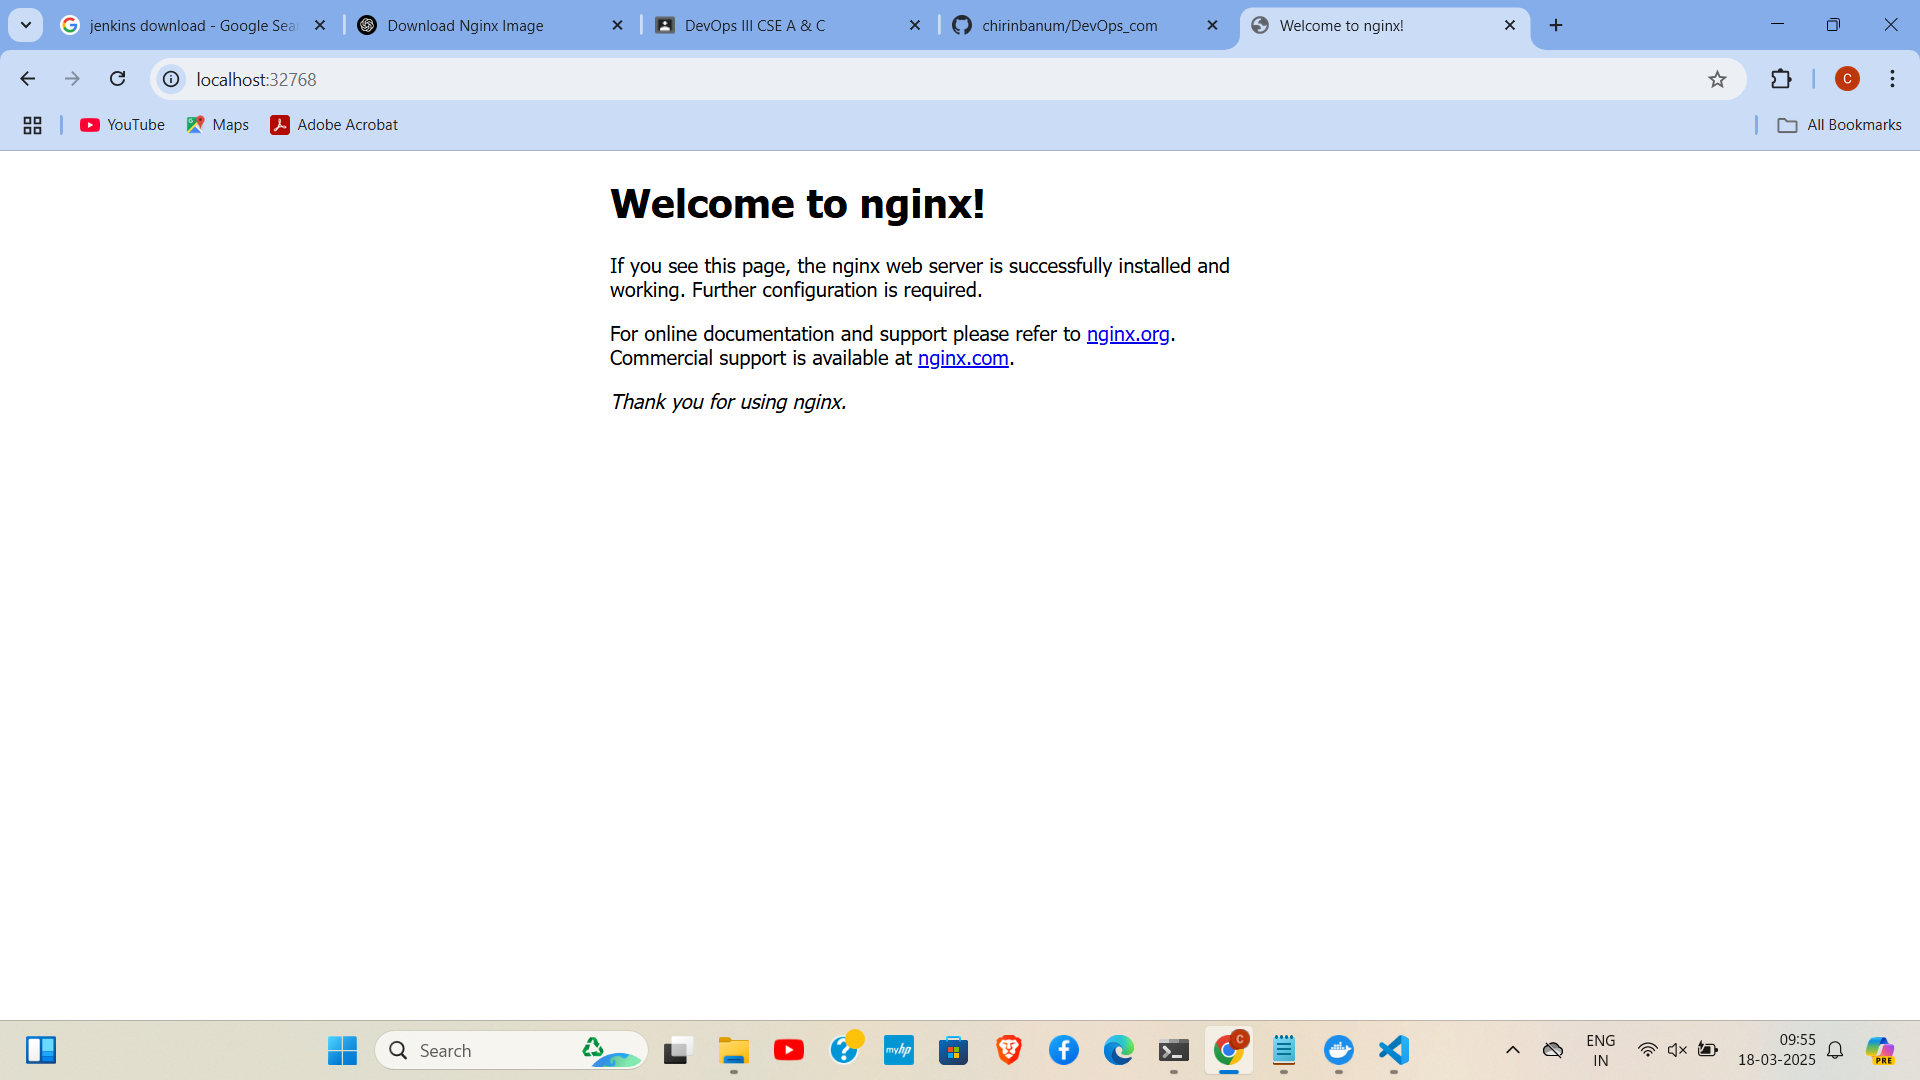 jenkins download - Google Sea
Download Nginx Image
DevOps III CSE A & C
chirinbanum/DevOps_com
Welcome to nginx!
localhost:32768
C
YouTube
Maps
Adobe Acrobat
All Bookmarks
Welcome to nginx!
If you see this page, the nginx web server is successfully installed and
working. Further configuration is required.
For online documentation and support please refer to nginx.org.
Commercial support is available at nginx.com.
Thank you for using nginx.
Search
myhp
C
ENG
IN
09:55
18-03-2025
PRE